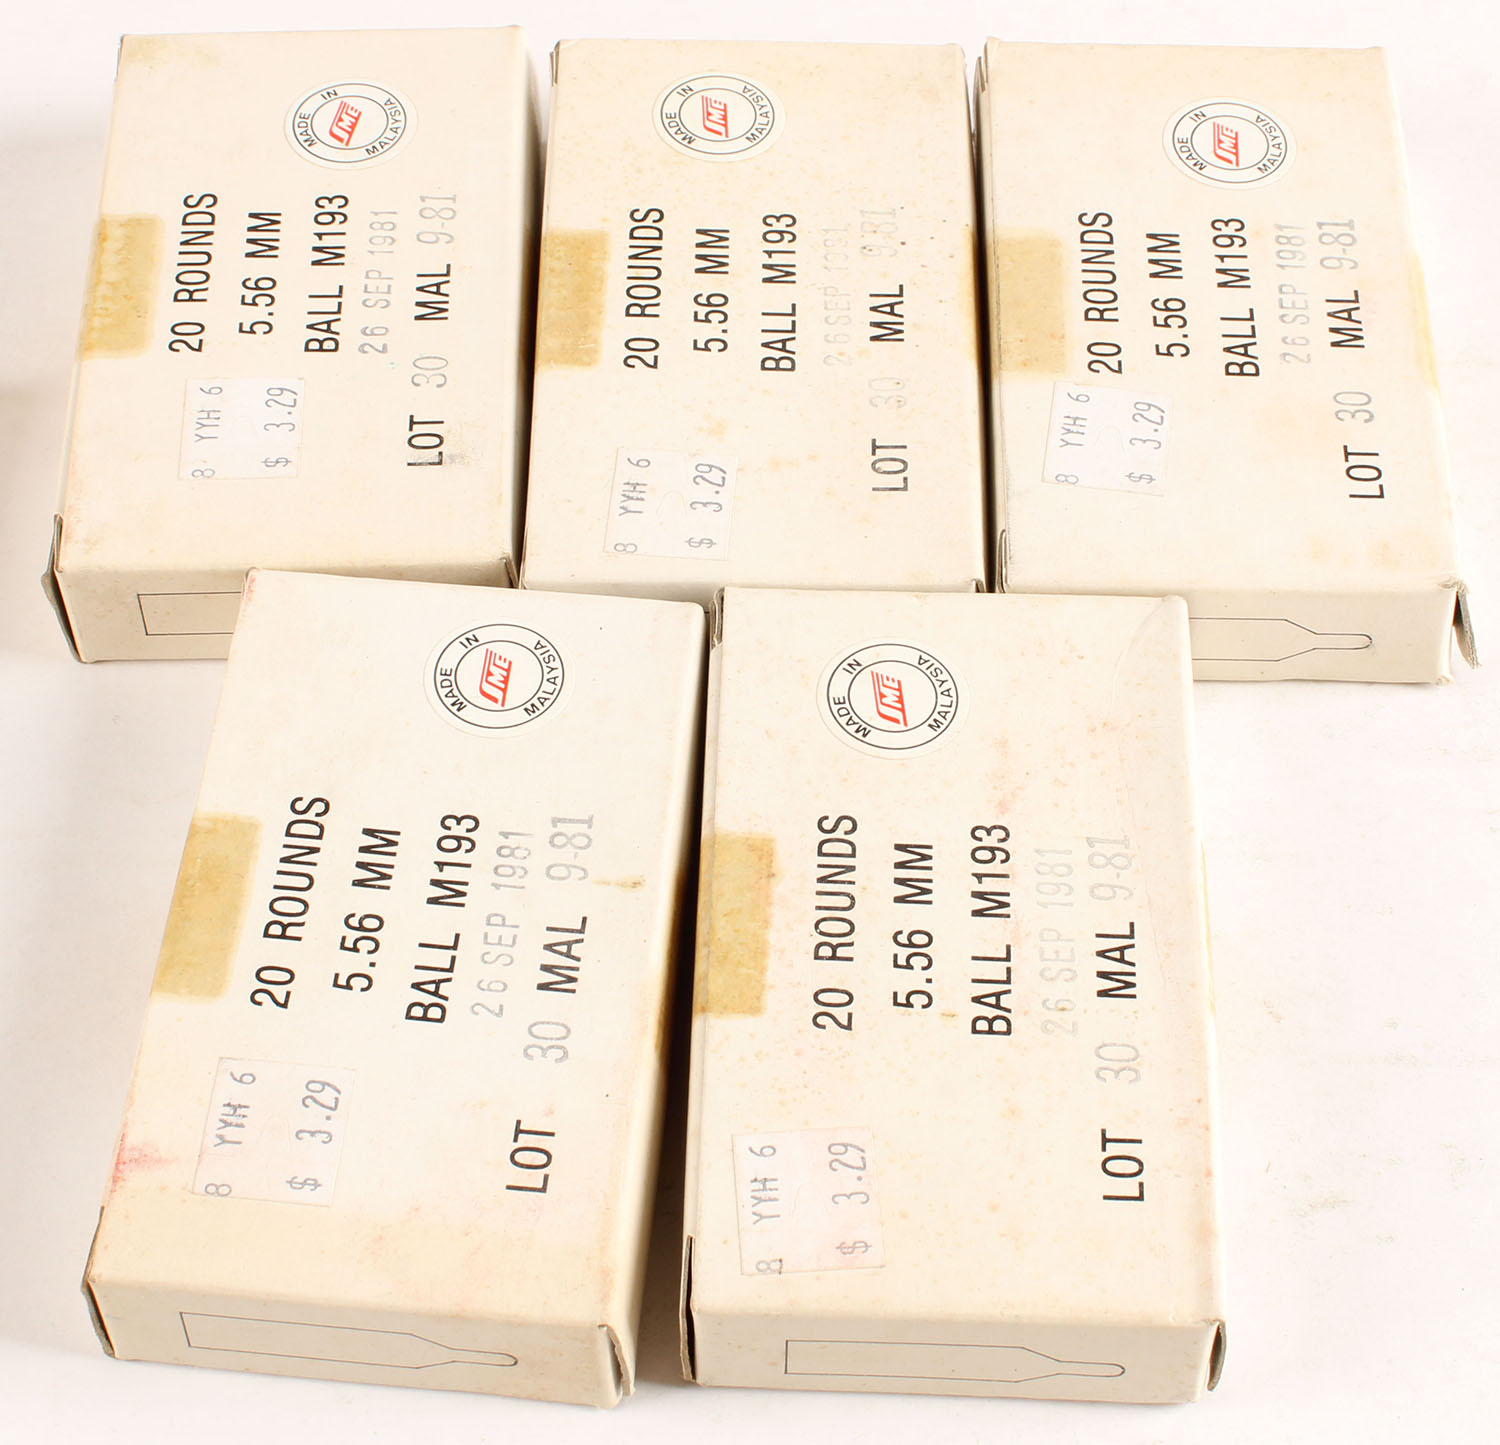 MADE IN MALAYSIA
SME
20 ROUNDS
5.56 MM
BALL M193
26 SEP 1981
LOT 30 MAL 9-81
8 YYH 6
$ 3.29
MADE IN MALAYSIA
SME
20 ROUNDS
5.56 MM
BALL M193
26 SEP 1981
LOT 30 MAL 9-81
8 YYH 6
$ 3.29
MADE IN MALAYSIA
SME
20 ROUNDS
5.56 MM
BALL M193
26 SEP 1981
LOT 30 MAL 9-81
8 YYH 6
$ 3.29
MADE IN MALAYSIA
SME
20 ROUNDS
5.56 MM
BALL M193
26 SEP 1981
LOT 30 MAL 9-81
8 YYH 6
$ 3.29
MADE IN MALAYSIA
SME
20 ROUNDS
5.56 MM
BALL M193
26 SEP 1981
LOT 30 MAL 9-81
8 YYH 6
$ 3.29